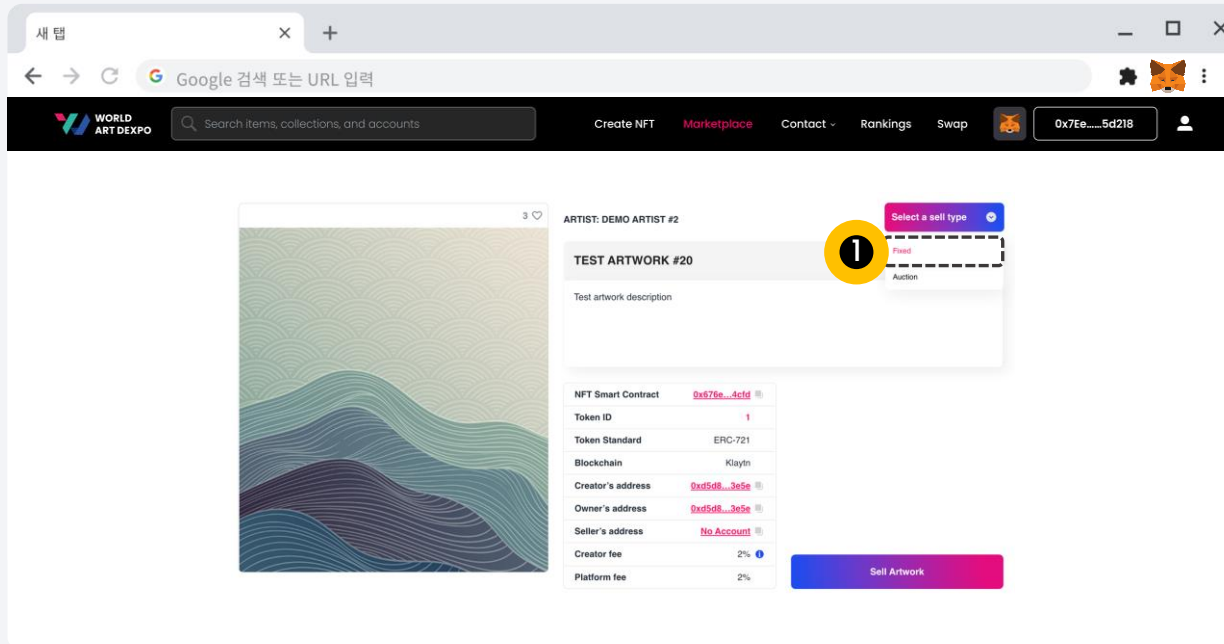 새 탭
Google 검색 또는 URL 입력
WORLD
ART DEXPO
Search items, collections, and accounts
Create NFT
Marketplace
Contact
Rankings
Swap
0x7Ee......5d218
3
ARTIST: DEMO ARTIST #2
Select a sell type
1
Fixed
Auction
TEST ARTWORK #20
Test artwork description
NFT Smart Contract 0x676e...4cfd
Token ID 1
Token Standard ERC-721
Blockchain Klaytn
Creator's address 0xd5d8...3e5e
Owner's address 0xd5d8...3e5e
Seller's address No Account
Creator fee 2%
Platform fee 2%
Sell Artwork